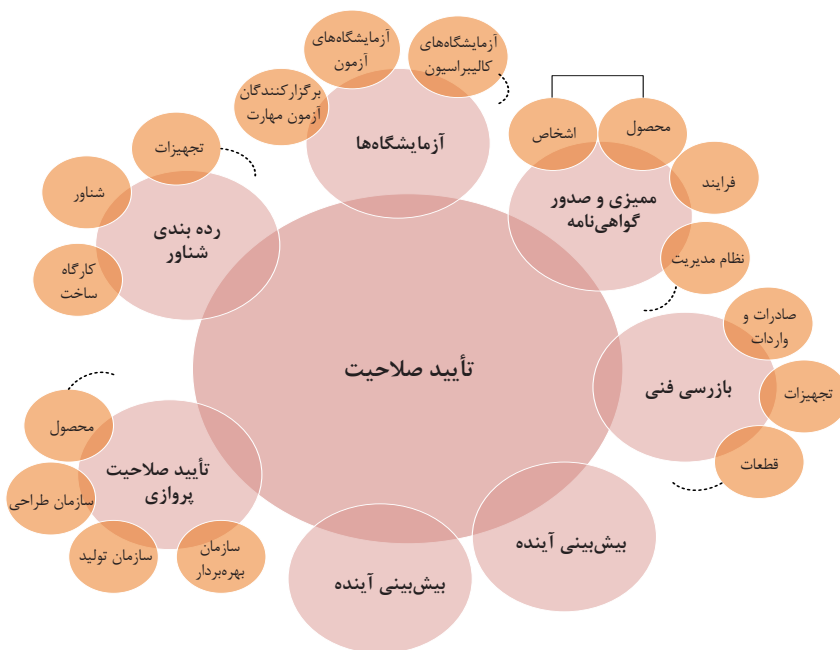 آزمایشگاه‌های
کالیبراسیون
آزمایشگاه‌های
آزمون
برگزارکنندگان
آزمون مهارت
آزمایشگاه‌ها
محصول
اشخاص
فرایند
نظام مدیریت
ممیزی و صدور
گواهی‌نامه
تجهیزات
شناور
کارگاه
ساخت
رده بندی
شناور
صادرات و
واردات
تجهیزات
قطعات
بازرسی فنی
تأیید صلاحیت
محصول
سازمان طراحی
سازمان تولید
سازمان
بهره‌بردار
تأیید صلاحیت
پروازی
بیش‌بینی آینده
بیش‌بینی آینده